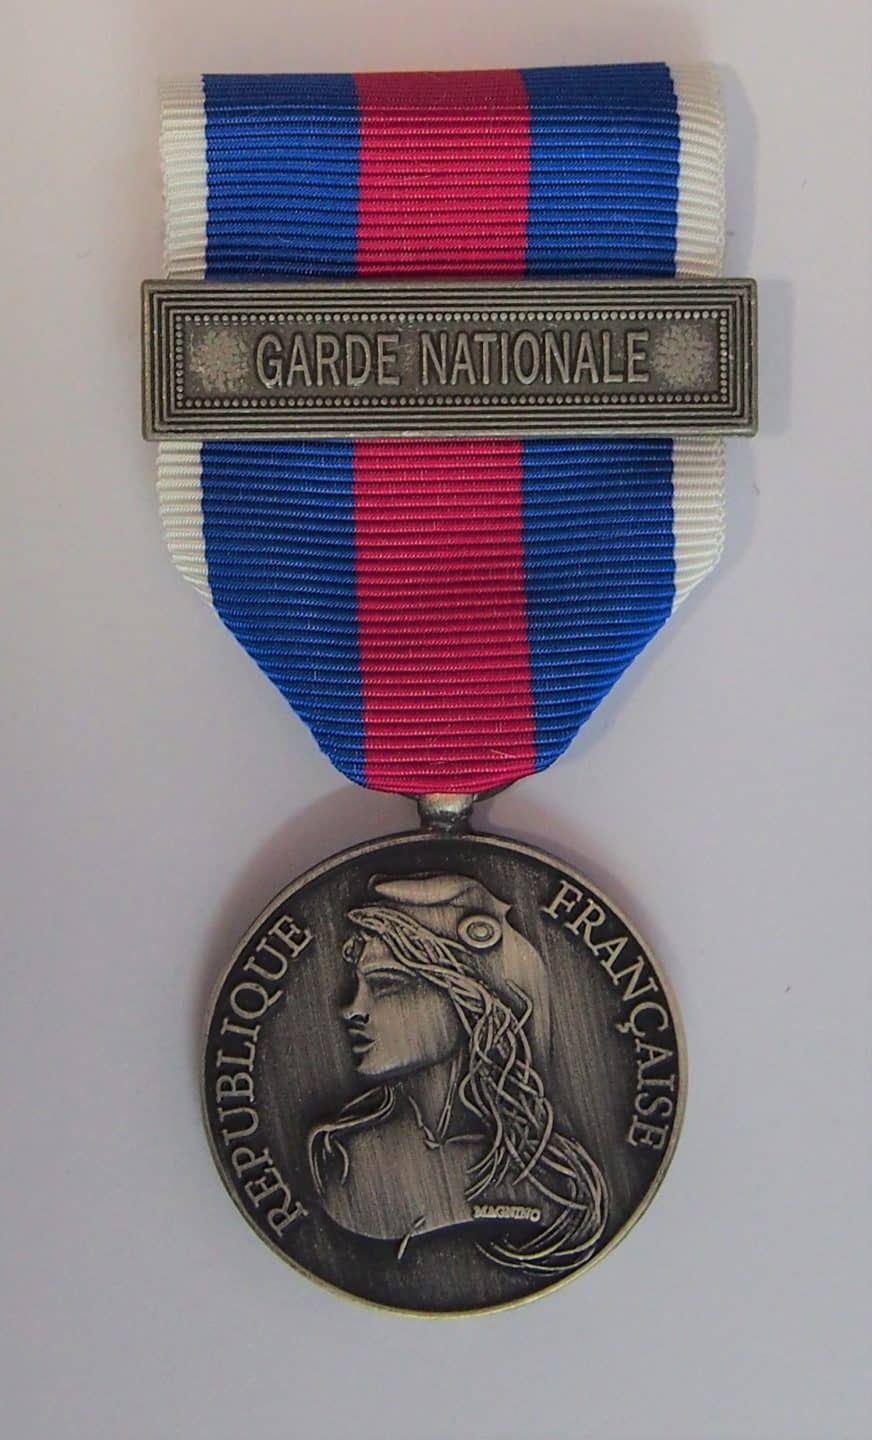 GARDE NATIONALE
REPUBLIQUE
FRANÇAISE
MAGNINO